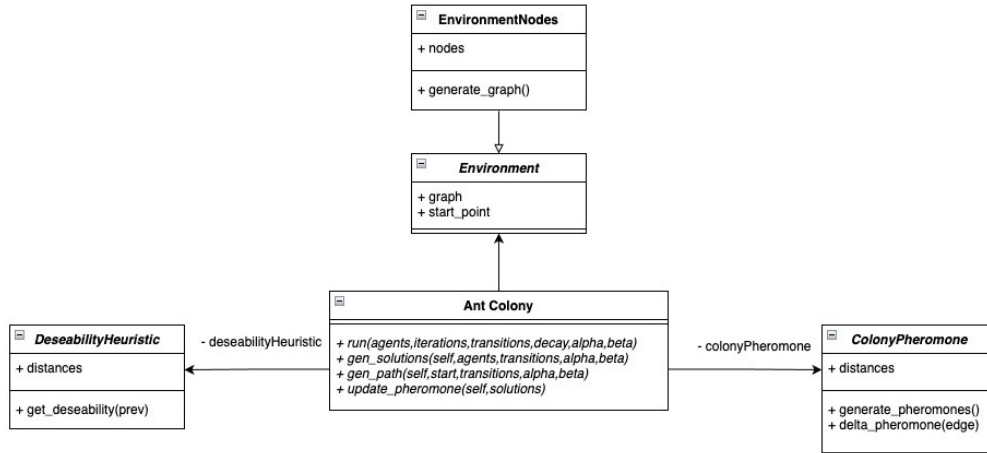 EnvironmentNodes
+ nodes
+ generate_graph()
Environment
+ graph
+ start_point
Ant Colony
+ run(agents,iterations,transitions,decay,alpha,beta)
+ gen_solutions(self,agents,transitions,alpha,beta)
+ gen_path(self,start,transitions,alpha,beta)
+ update_pheromone(self,solutions)
- deseabilityHeuristic
DeseabilityHeuristic
+ distances
+ get_deseability(prev)
- colonyPheromone
ColonyPheromone
+ distances
+ generate_pheromones()
+ delta_pheromone(edge)